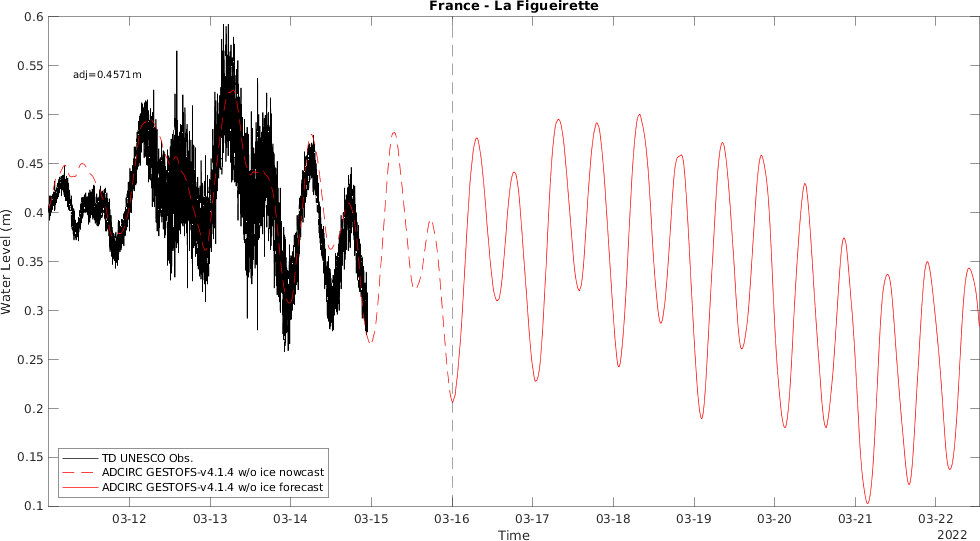 France - La Figueirette
0.6
0.55
0.5
0.45
0.4
0.35
0.3
0.25
0.2
0.15
0.1
Water Level (m)
adj=0.4571m
TD UNESCO Obs.
ADCIRC GESTOFS-v4.1.4 w/o ice nowcast
ADCIRC GESTOFS-v4.1.4 w/o ice forecast
03-12 03-13 03-14 03-15 03-16 03-17 03-18 03-19 03-20 03-21 03-22
Time
2022